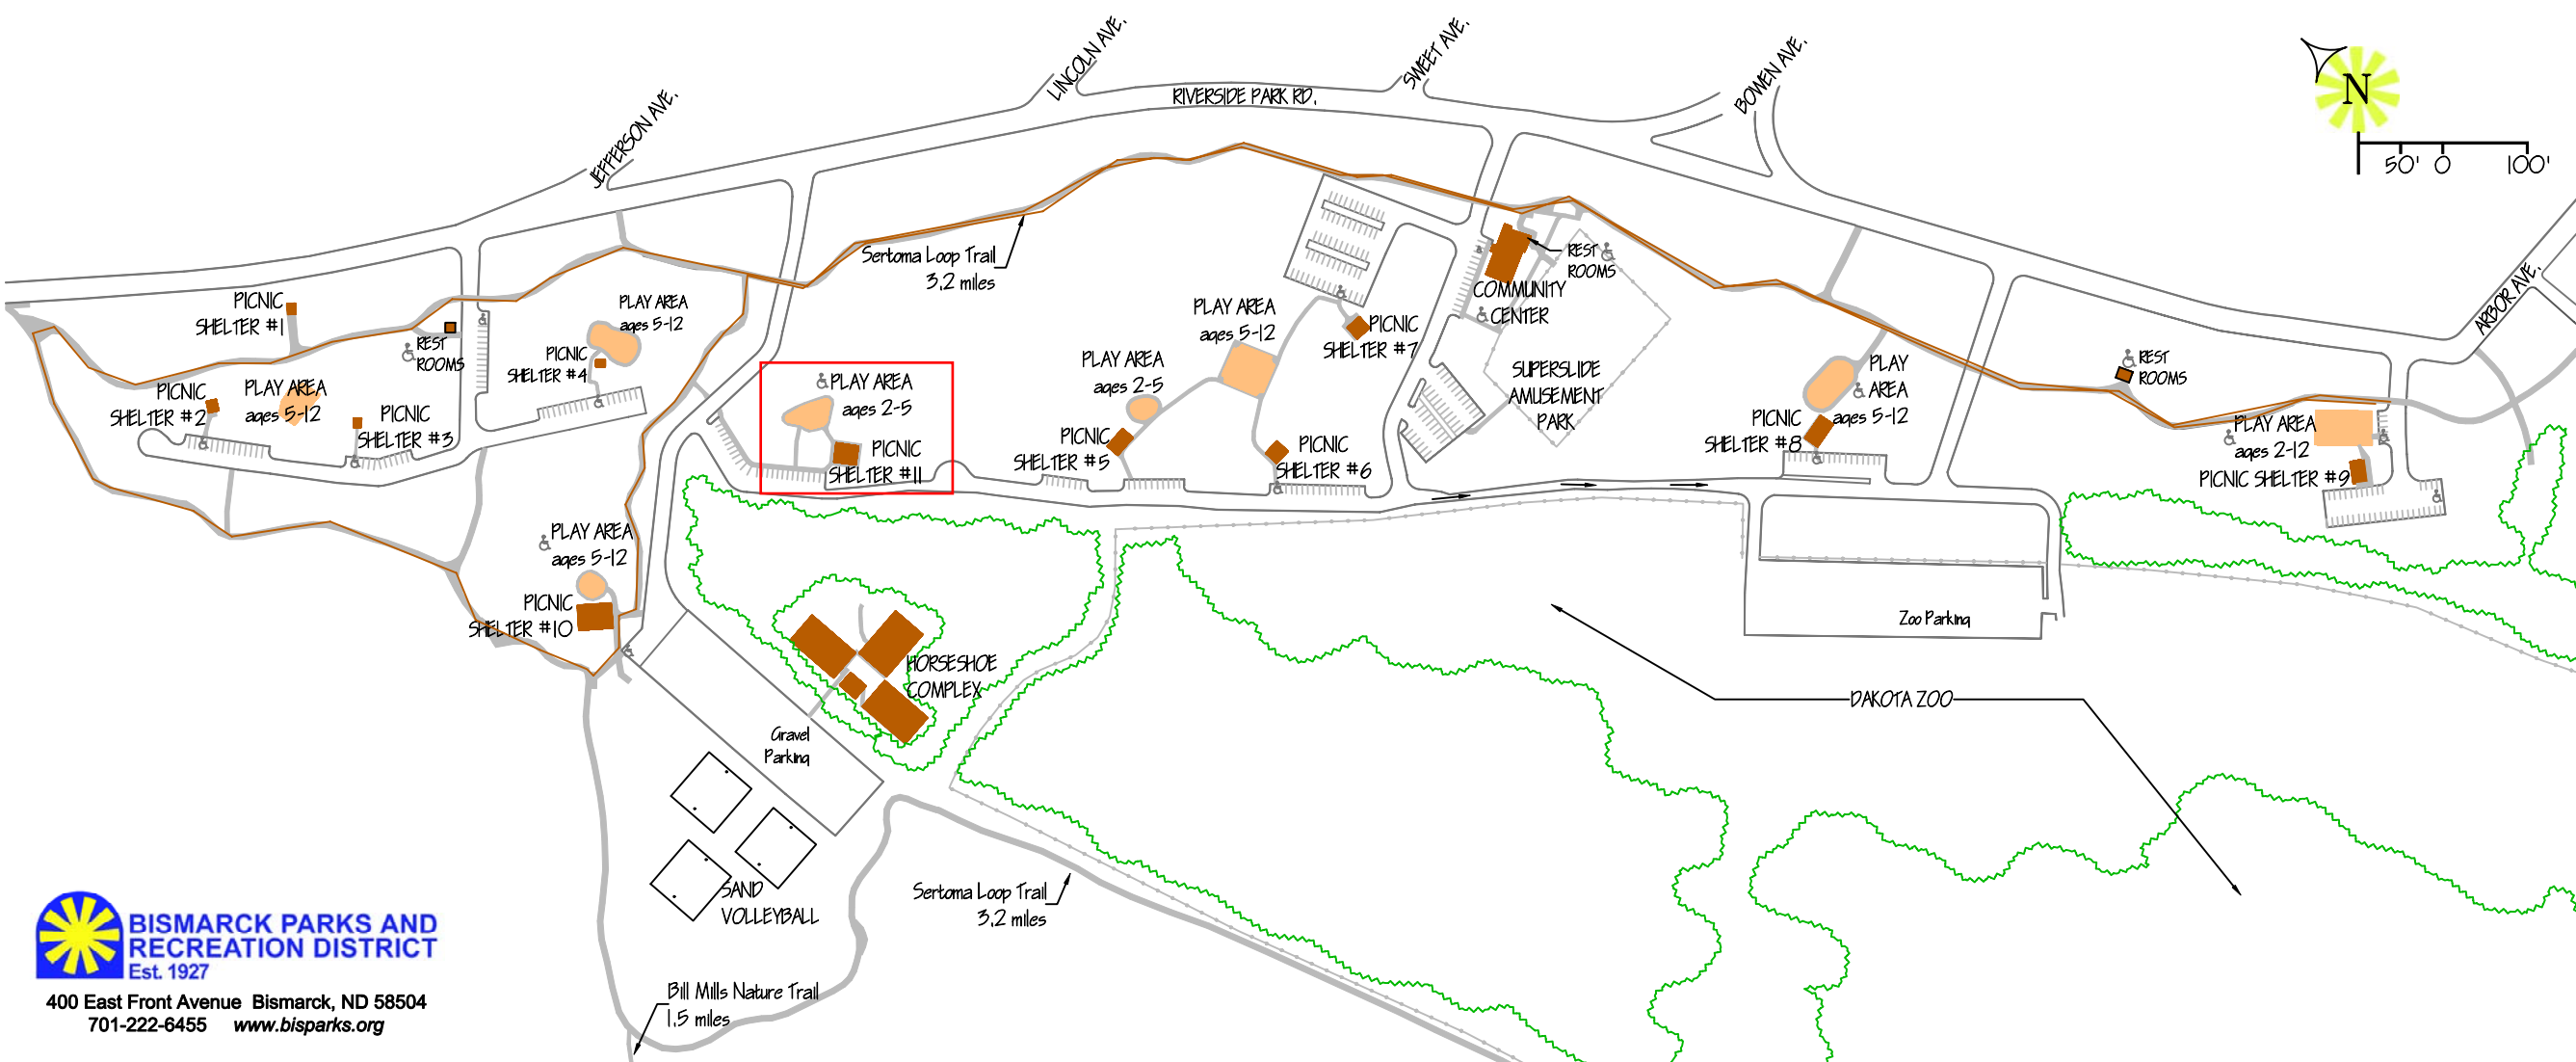 LINCOLN AVE.
SWEET AVE.
BOWEN AVE.
JEFFERSON AVE.
RIVERSIDE PARK RD.
N
50' 0 100'
ARBOR AVE.
Sertoma Loop Trail
3.2 miles
REST
ROOMS
COMMUNITY
CENTER
PICNIC
SHELTER #1
PLAY AREA
ages 5-12
PICNIC
SHELTER #4
REST
ROOMS
PICNIC
SHELTER #2
PLAY AREA
ages 5-12
PICNIC
SHELTER #3
PLAY AREA
ages 2-5
PICNIC
SHELTER #11
PLAY AREA
ages 2-5
PICNIC
SHELTER #5
PLAY AREA
ages 5-12
PICNIC
SHELTER #7
PICNIC
SHELTER #6
SUPERSLIDE
AMUSEMENT
PARK
PLAY
AREA
ages 5-12
PICNIC
SHELTER #8
REST
ROOMS
PLAY AREA
ages 2-12
PICNIC SHELTER #9
PLAY AREA
ages 5-12
PICNIC
SHELTER #10
HORSESHOE
COMPLEX
Gravel
Parking
Zoo Parking
DAKOTA ZOO
SAND
VOLLEYBALL
Sertoma Loop Trail
3.2 miles
Bill Mills Nature Trail
1.5 miles
BISMARCK PARKS AND
RECREATION DISTRICT
Est. 1927
400 East Front Avenue Bismarck, ND 58504
701-222-6455 www.bisparks.org